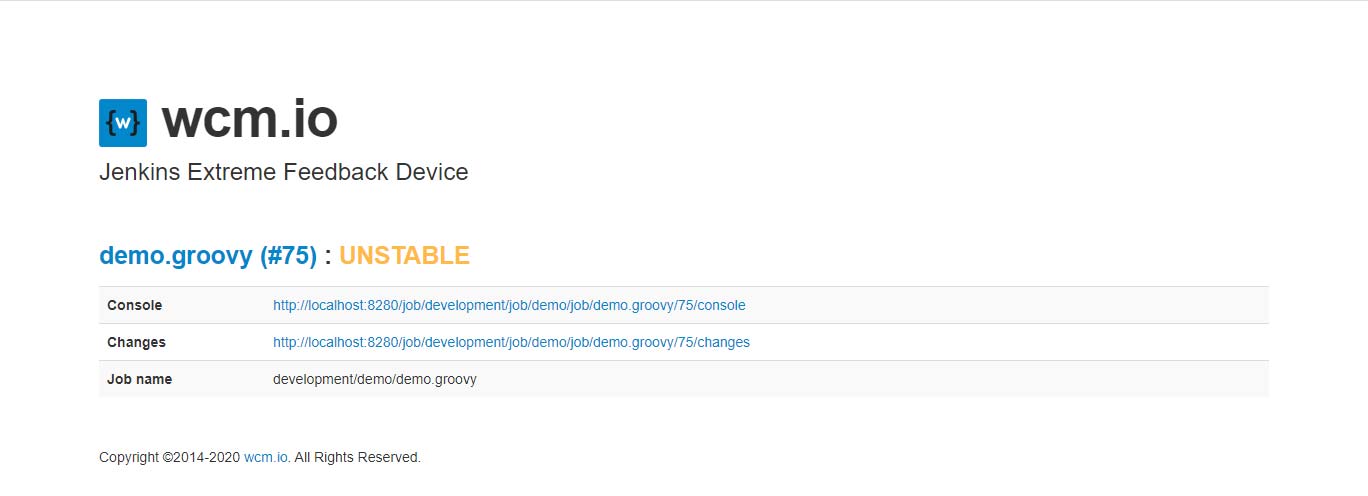 {w} wcm.io
Jenkins Extreme Feedback Device
demo.groovy (#75) : UNSTABLE
Console http://localhost:8280/job/development/job/demo/job/demo.groovy/75/console
Changes http://localhost:8280/job/development/job/demo/job/demo.groovy/75/changes
Job name development/demo/demo.groovy
Copyright ©2014-2020 wcm.io. All Rights Reserved.